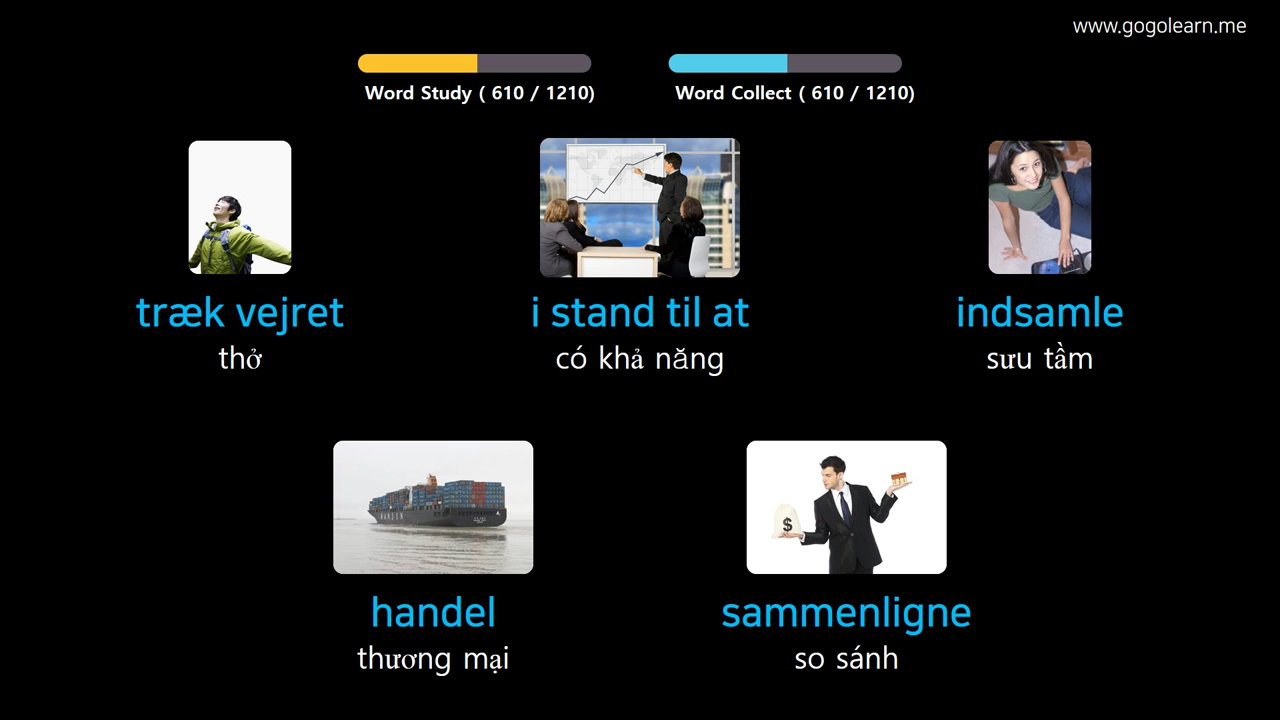 www.gogolearn.me
Word Study ( 610 / 1210)
Word Collect ( 610 / 1210)
træk vejret
thở
i stand til at
có khả năng
indsamle
sưu tầm
$
handel
thương mại
sammenligne
so sánh